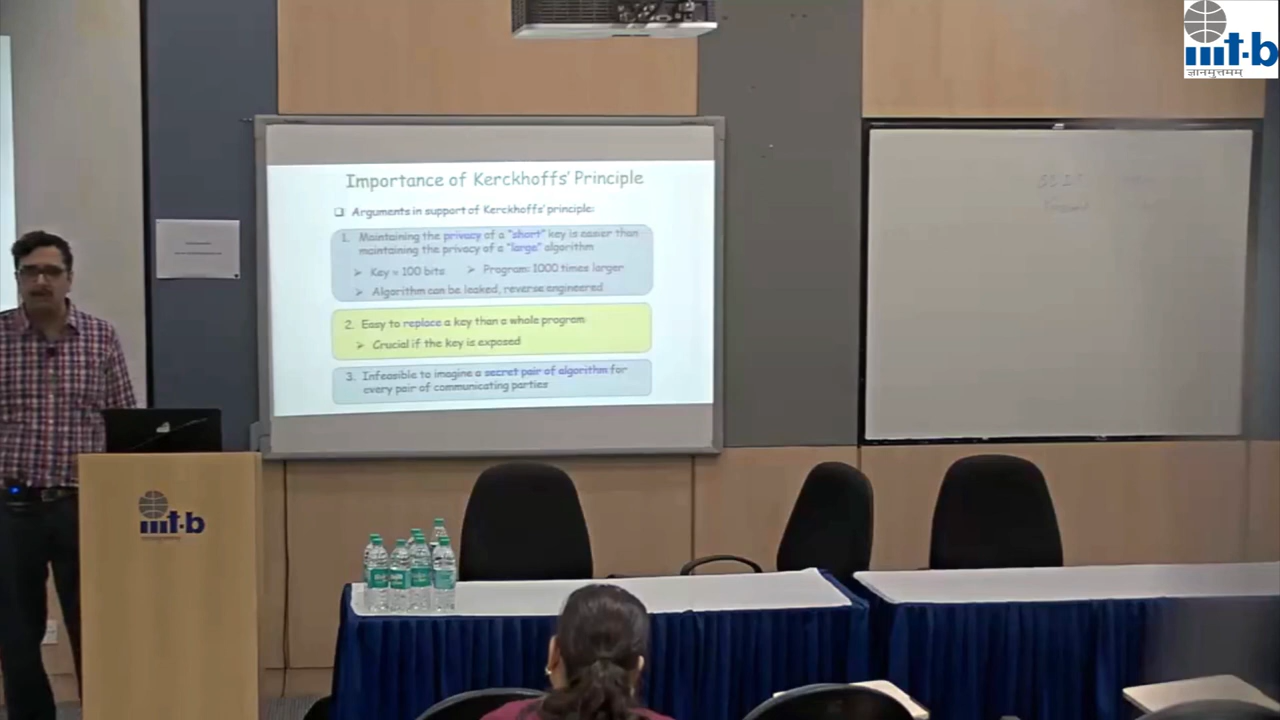 iiit-b
ज्ञानमुत्तमम्
Importance of Kerckhoffs' Principle
Arguments in support of Kerckhoffs' principle:
1. Maintaining the privacy of a "short" key is easier than
maintaining the privacy of a "large" algorithm
Key ≈ 100 bits
Program: 1000 times larger
Algorithm can be leaked, reverse engineered
2. Easy to replace a key than a whole program
Crucial if the key is exposed
3. Infeasible to imagine a secret pair of algorithm for
every pair of communicating parties
iiit-b